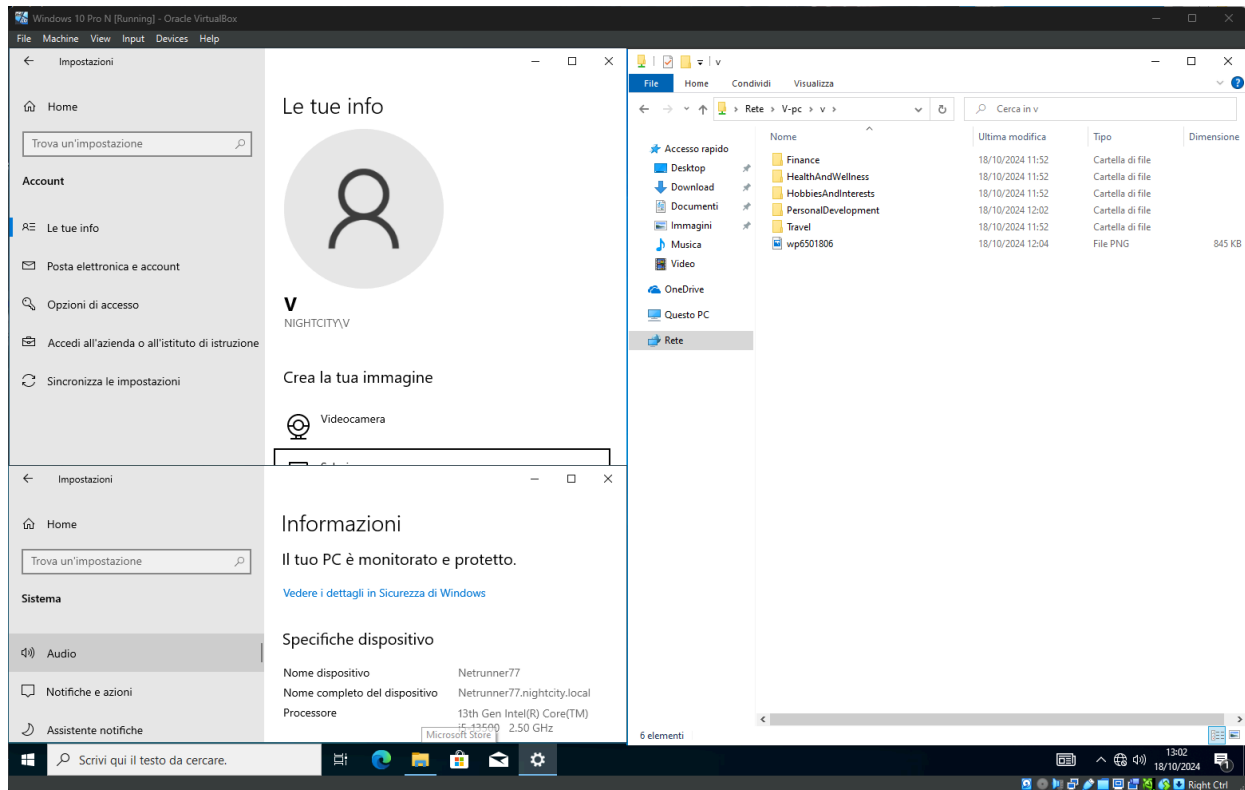 Windows 10 Pro N [Running] - Oracle VirtualBox
File Machine View Input Devices Help
Impostazioni
Home
Trova un'impostazione
Account
Le tue info
Posta elettronica e account
Opzioni di accesso
Accedi all'azienda o all'istituto di istruzione
Sincronizza le impostazioni
Le tue info
V
NIGHTCITY\V
Crea la tua immagine
Videocamera
Impostazioni
Home
Trova un'impostazione
Sistema
Audio
Notifiche e azioni
Assistente notifiche
Informazioni
Il tuo PC è monitorato e protetto.
Vedere i dettagli in Sicurezza di Windows
Specifiche dispositivo
Nome dispositivo Netrunner77
Nome completo del dispositivo Netrunner77.nightcity.local
Processore 13th Gen Intel(R) Core(TM)
i5-13500 2.50 GHz
Microsoft Store
v
File Home Condividi Visualizza
Rete > V-pc > v >
Cerca in v
Accesso rapido
Desktop
Download
Documenti
Immagini
Musica
Video
OneDrive
Questo PC
Rete
Nome Ultima modifica Tipo Dimensione
Finance 18/10/2024 11:52 Cartella di file
HealthAndWellness 18/10/2024 11:52 Cartella di file
HobbiesAndInterests 18/10/2024 11:52 Cartella di file
PersonalDevelopment 18/10/2024 12:02 Cartella di file
Travel 18/10/2024 11:52 Cartella di file
wp6501806 18/10/2024 12:04 File PNG 845 KB
6 elementi
Scrivi qui il testo da cercare.
13:02
18/10/2024
1
Right Ctrl